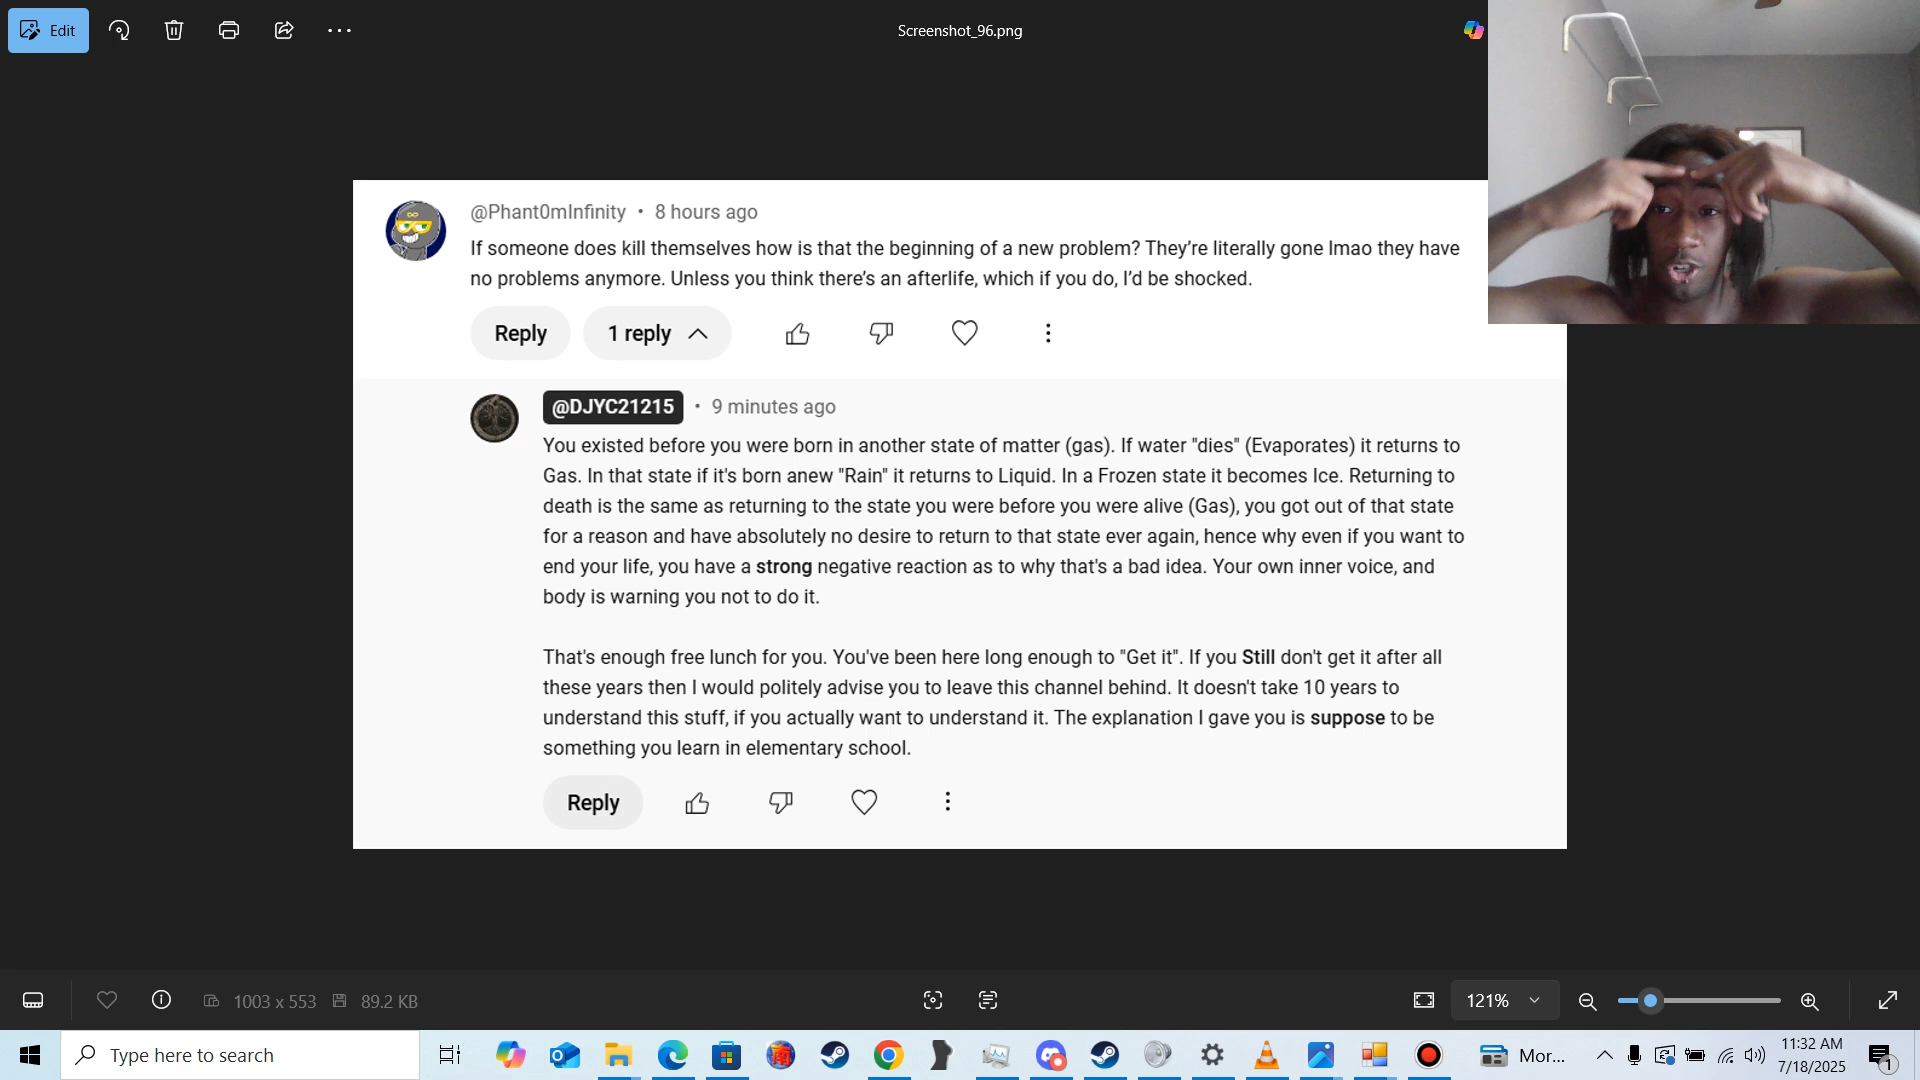 Edit
Screenshot_96.png
@Phant0mInfinity • 8 hours ago
If someone does kill themselves how is that the beginning of a new problem? They're literally gone lmao they have
no problems anymore. Unless you think there's an afterlife, which if you do, I'd be shocked.
Reply 1 reply
@DJYC21215 • 9 minutes ago
You existed before you were born in another state of matter (gas). If water "dies" (Evaporates) it returns to
Gas. In that state if it's born anew "Rain" it returns to Liquid. In a Frozen state it becomes Ice. Returning to
death is the same as returning to the state you were before you were alive (Gas), you got out of that state
for a reason and have absolutely no desire to return to that state ever again, hence why even if you want to
end your life, you have a strong negative reaction as to why that's a bad idea. Your own inner voice, and
body is warning you not to do it.
That's enough free lunch for you. You've been here long enough to "Get it". If you Still don't get it after all
these years then I would politely advise you to leave this channel behind. It doesn't take 10 years to
understand this stuff, if you actually want to understand it. The explanation I gave you is suppose to be
something you learn in elementary school.
Reply
1003 x 553 89.2 KB 121%
Type here to search Mor... 11:32 AM
7/18/2025 1